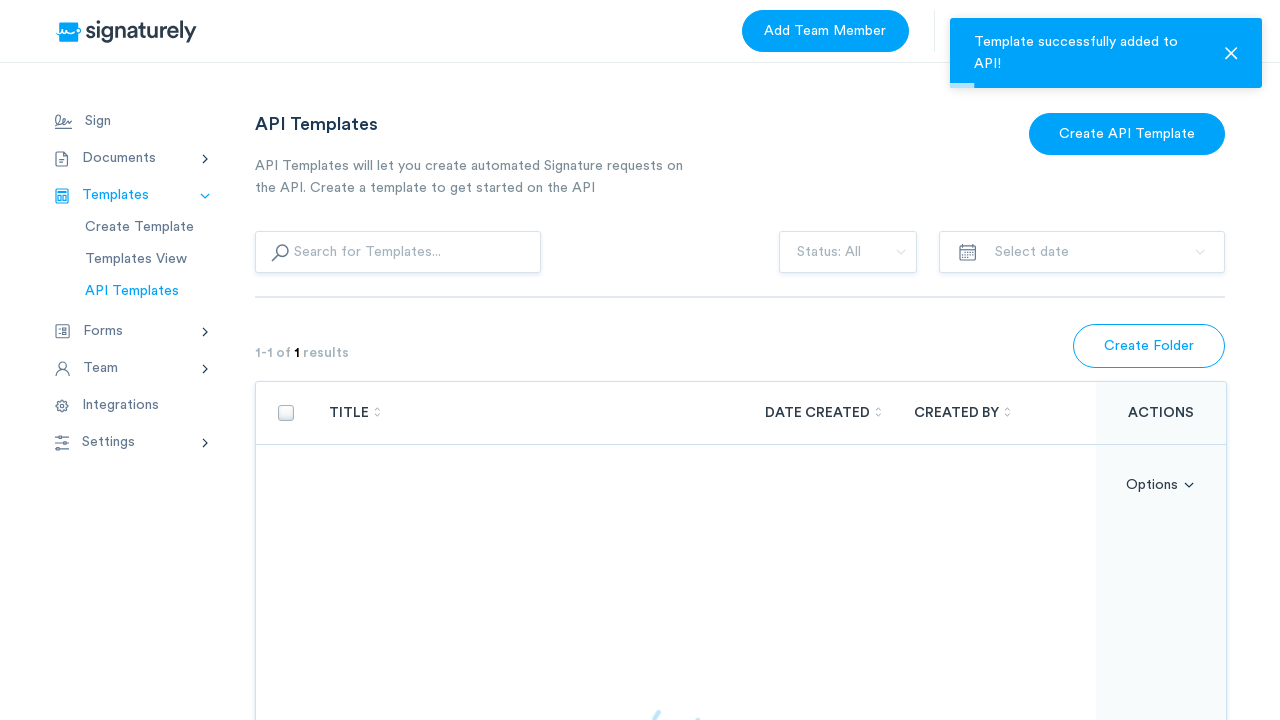 signaturely
Add Team Member
Template successfully added to
API!
Sign
Documents
Templates
Create Template
Templates View
API Templates
Forms
Team
Integrations
Settings
API Templates
Create API Template
API Templates will let you create automated Signature requests on
the API. Create a template to get started on the API
Search for Templates...
Status: All
Select date
1-1 of 1 results
Create Folder
TITLE
DATE CREATED
CREATED BY
ACTIONS
Options